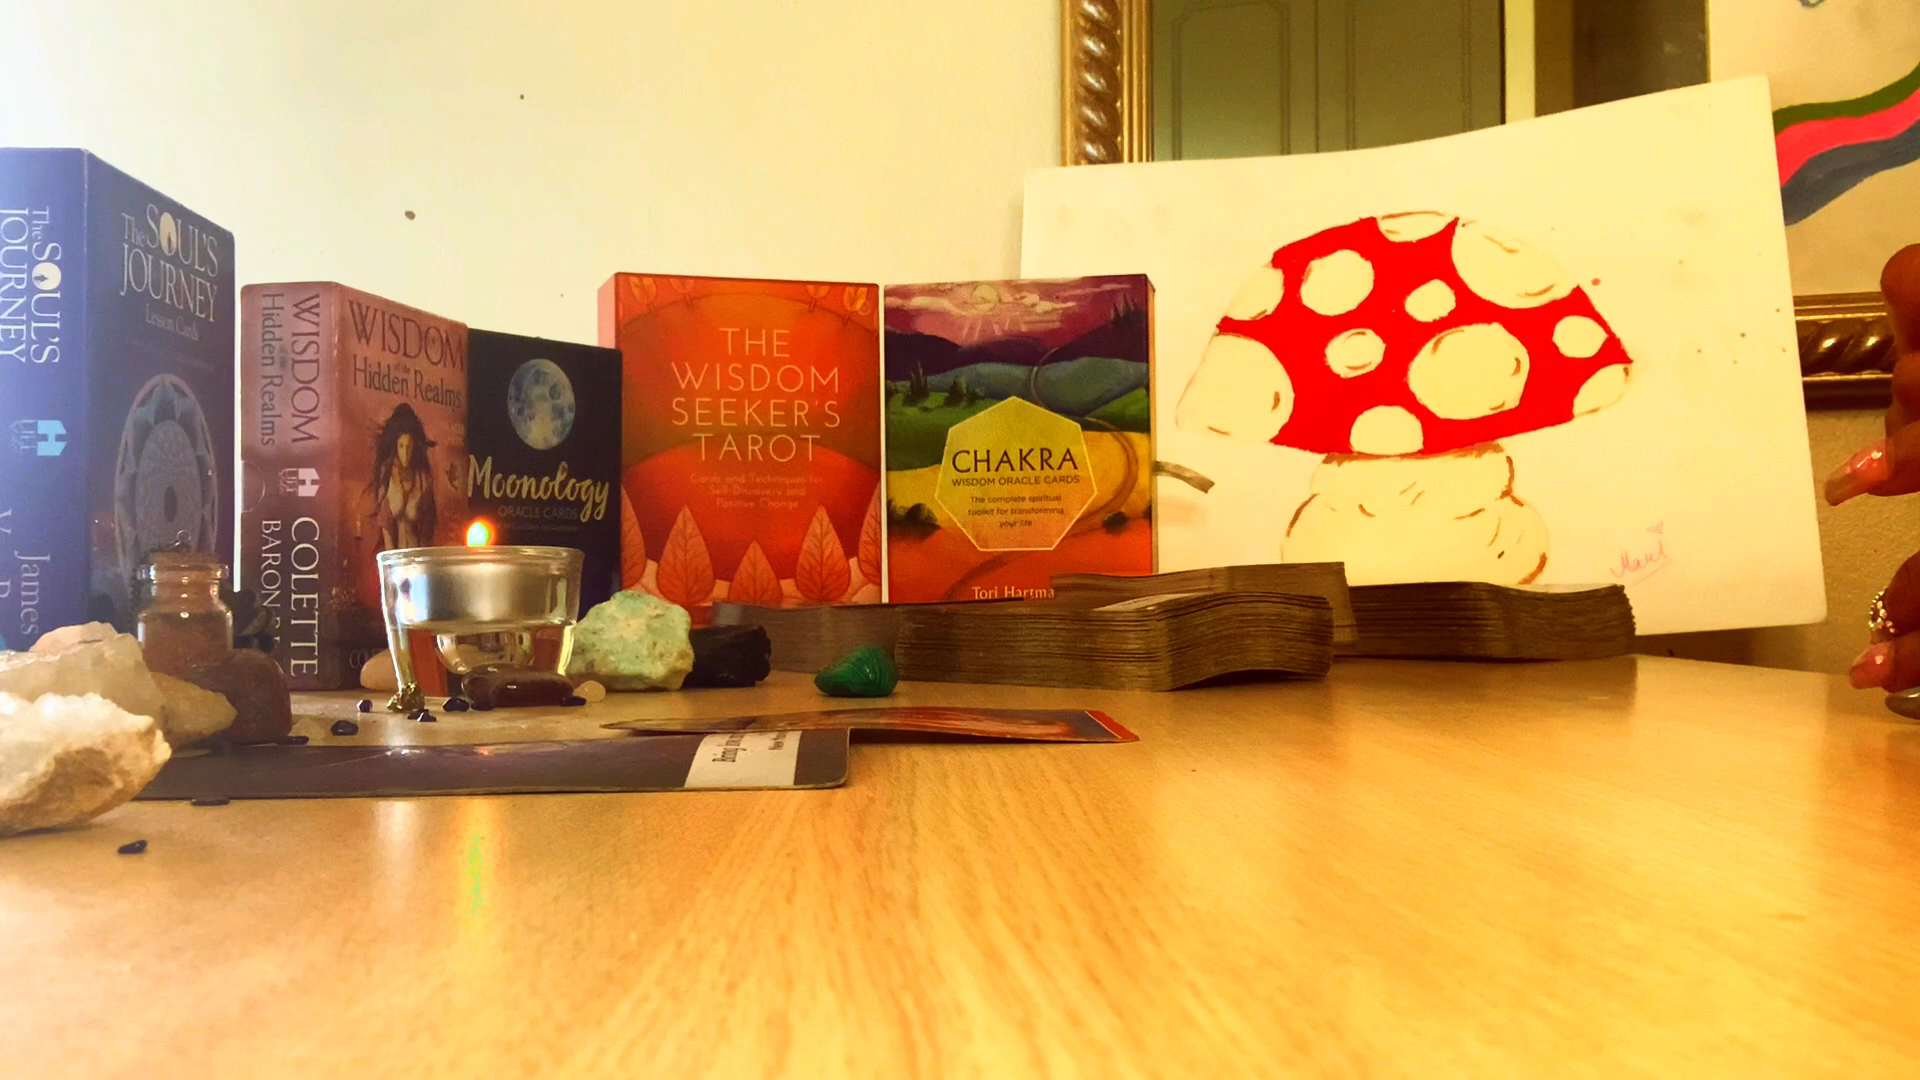 The SOUL'S
JOURNEY
James
The SOUL'S
JOURNEY
Lesson Cards
WISDOM
of the
Hidden Realms
COLETTE
BARON
WISDOM
of the
Hidden Realms
Moonology
ORACLE CARDS
THE
WISDOM
SEEKER'S
TAROT
Cards and Techniques for
Self-Discovery and
Positive Change
CHAKRA
WISDOM ORACLE CARDS
The complete spiritual
toolkit for transforming
your life
Tori Hartma